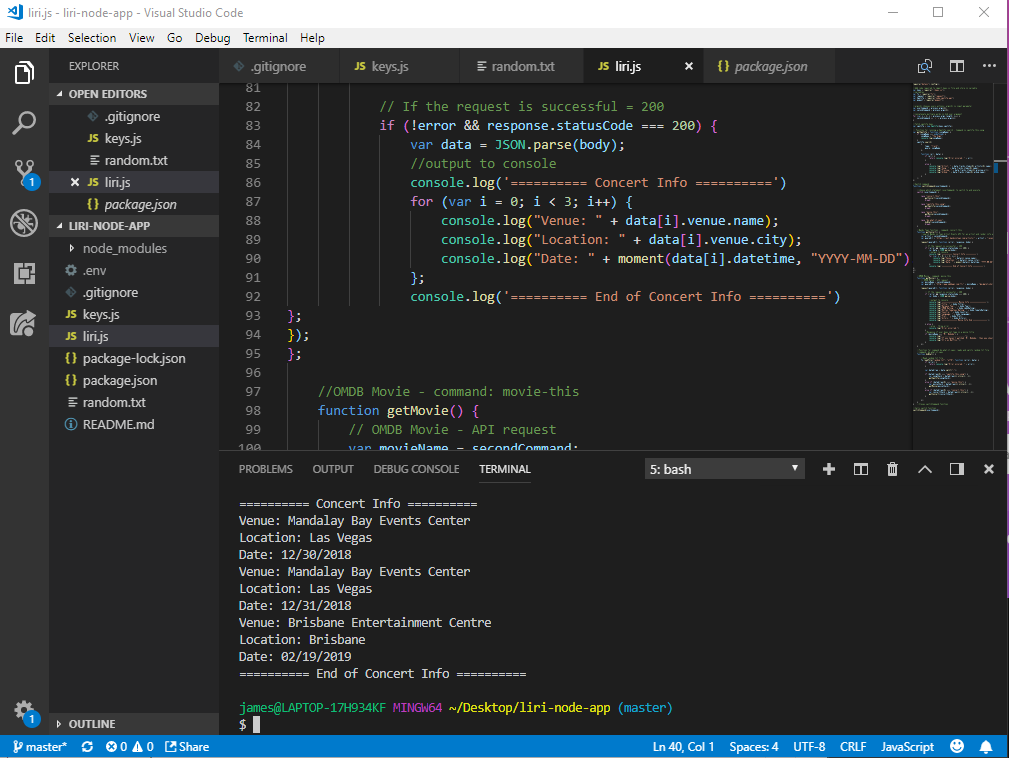 liri.js - liri-node-app - Visual Studio Code
File Edit Selection View Go Debug Terminal Help
EXPLORER
OPEN EDITORS
.gitignore
JS keys.js
random.txt
JS liri.js
{} package.json
LIRI-NODE-APP
node_modules
.env
.gitignore
JS keys.js
JS liri.js
{} package-lock.json
{} package.json
random.txt
README.md
OUTLINE
1
1
.gitignore JS keys.js random.txt JS liri.js {} package.json
81
82 // If the request is successful = 200
83 if (!error && response.statusCode === 200) {
84 var data = JSON.parse(body);
85 //output to console
86 console.log('========== Concert Info ==========')
87 for (var i = 0; i < 3; i++) {
88 console.log("Venue: " + data[i].venue.name);
89 console.log("Location: " + data[i].venue.city);
90 console.log("Date: " + moment(data[i].datetime, "YYYY-MM-DD")
91 };
92 console.log('========== End of Concert Info ==========')
93 };
94 });
95 };
96
97 //OMDB Movie - command: movie-this
98 function getMovie() {
99 // OMDB Movie - API request
100 var movieName = secondCommand;
PROBLEMS OUTPUT DEBUG CONSOLE TERMINAL 5: bash
========== Concert Info ==========
Venue: Mandalay Bay Events Center
Location: Las Vegas
Date: 12/30/2018
Venue: Mandalay Bay Events Center
Location: Las Vegas
Date: 12/31/2018
Venue: Brisbane Entertainment Centre
Location: Brisbane
Date: 02/19/2019
========== End of Concert Info ==========
james@LAPTOP-17H934KF MINGW64 ~/Desktop/liri-node-app (master)
$
master* 0 0 Share Ln 40, Col 1 Spaces: 4 UTF-8 CRLF JavaScript